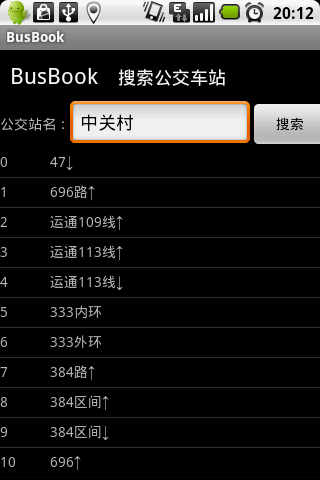 20:12
BusBook
BusBook 搜索公交车站
公交站名： 中关村 搜索
0 47↓
1 696路↑
2 运通109线↑
3 运通113线↑
4 运通113线↓
5 333内环
6 333外环
7 384路↑
8 384区间↑
9 384区间↓
10 696↑